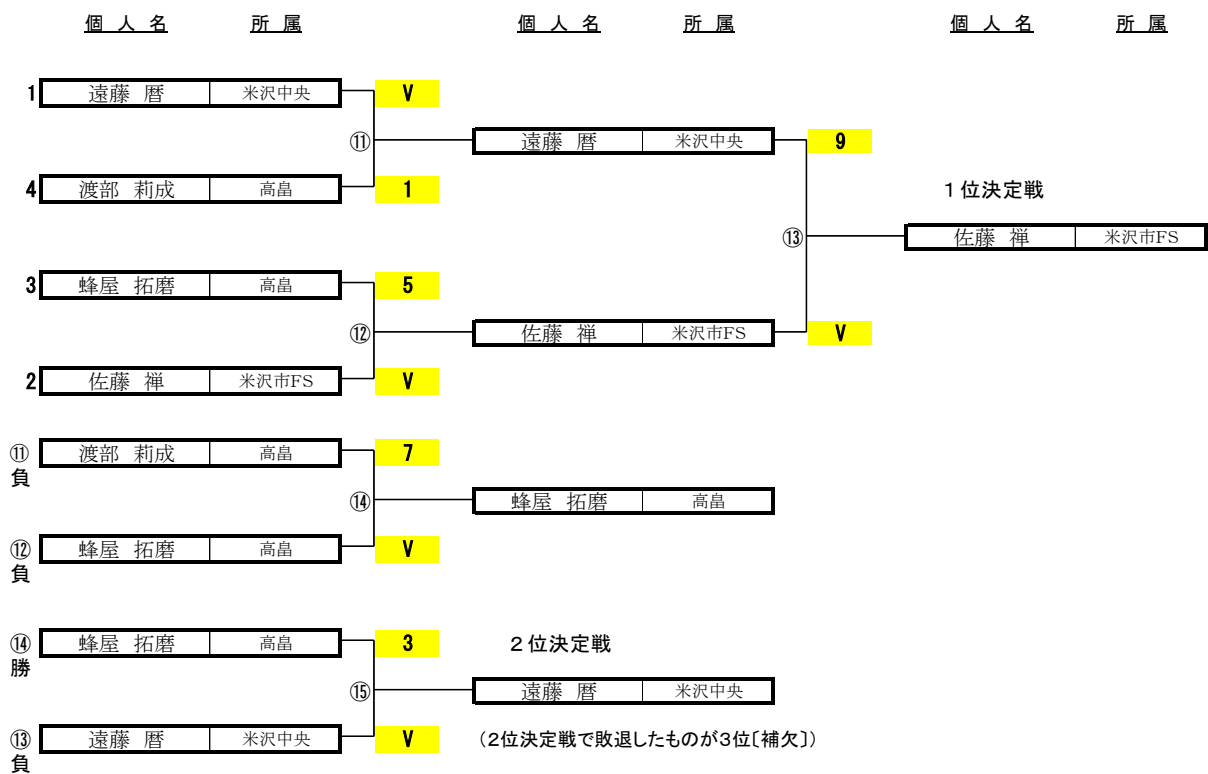 個 人 名 所 属 個 人 名 所 属 個 人 名 所 属
1 遠藤 暦 米沢中央 V
⑪ 遠藤 暦 米沢中央 9
4 渡部 莉成 高畠 1 1位決定戦
⑬ 佐藤 禅 米沢市FS
3 蜂屋 拓磨 高畠 5
⑫ 佐藤 禅 米沢市FS V
2 佐藤 禅 米沢市FS V
⑪ 渡部 莉成 高畠 7
負
⑭ 蜂屋 拓磨 高畠
⑫ 蜂屋 拓磨 高畠 V
負
⑭ 蜂屋 拓磨 高畠 3 2位決定戦
勝
⑮ 遠藤 暦 米沢中央
⑬ 遠藤 暦 米沢中央 V (2位決定戦で敗退したものが3位〔補欠〕)
負